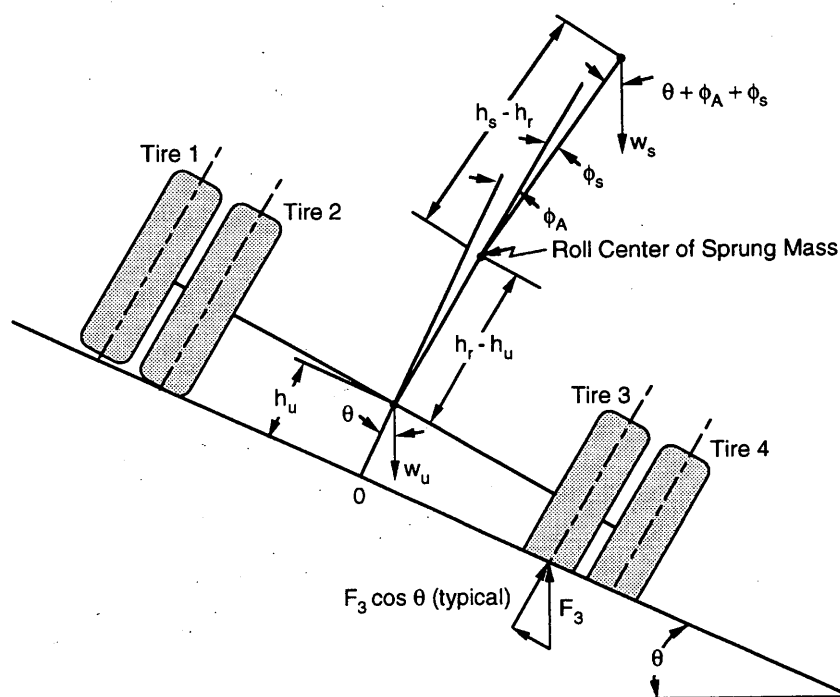 θ + ϕA + ϕs
hs - hr
ws
Tire 1
ϕs
Tire 2
ϕA
Roll Center of Sprung Mass
hr - hu
hu
θ
Tire 3
Tire 4
wu
0
F3 cos θ (typical)
F3
θ